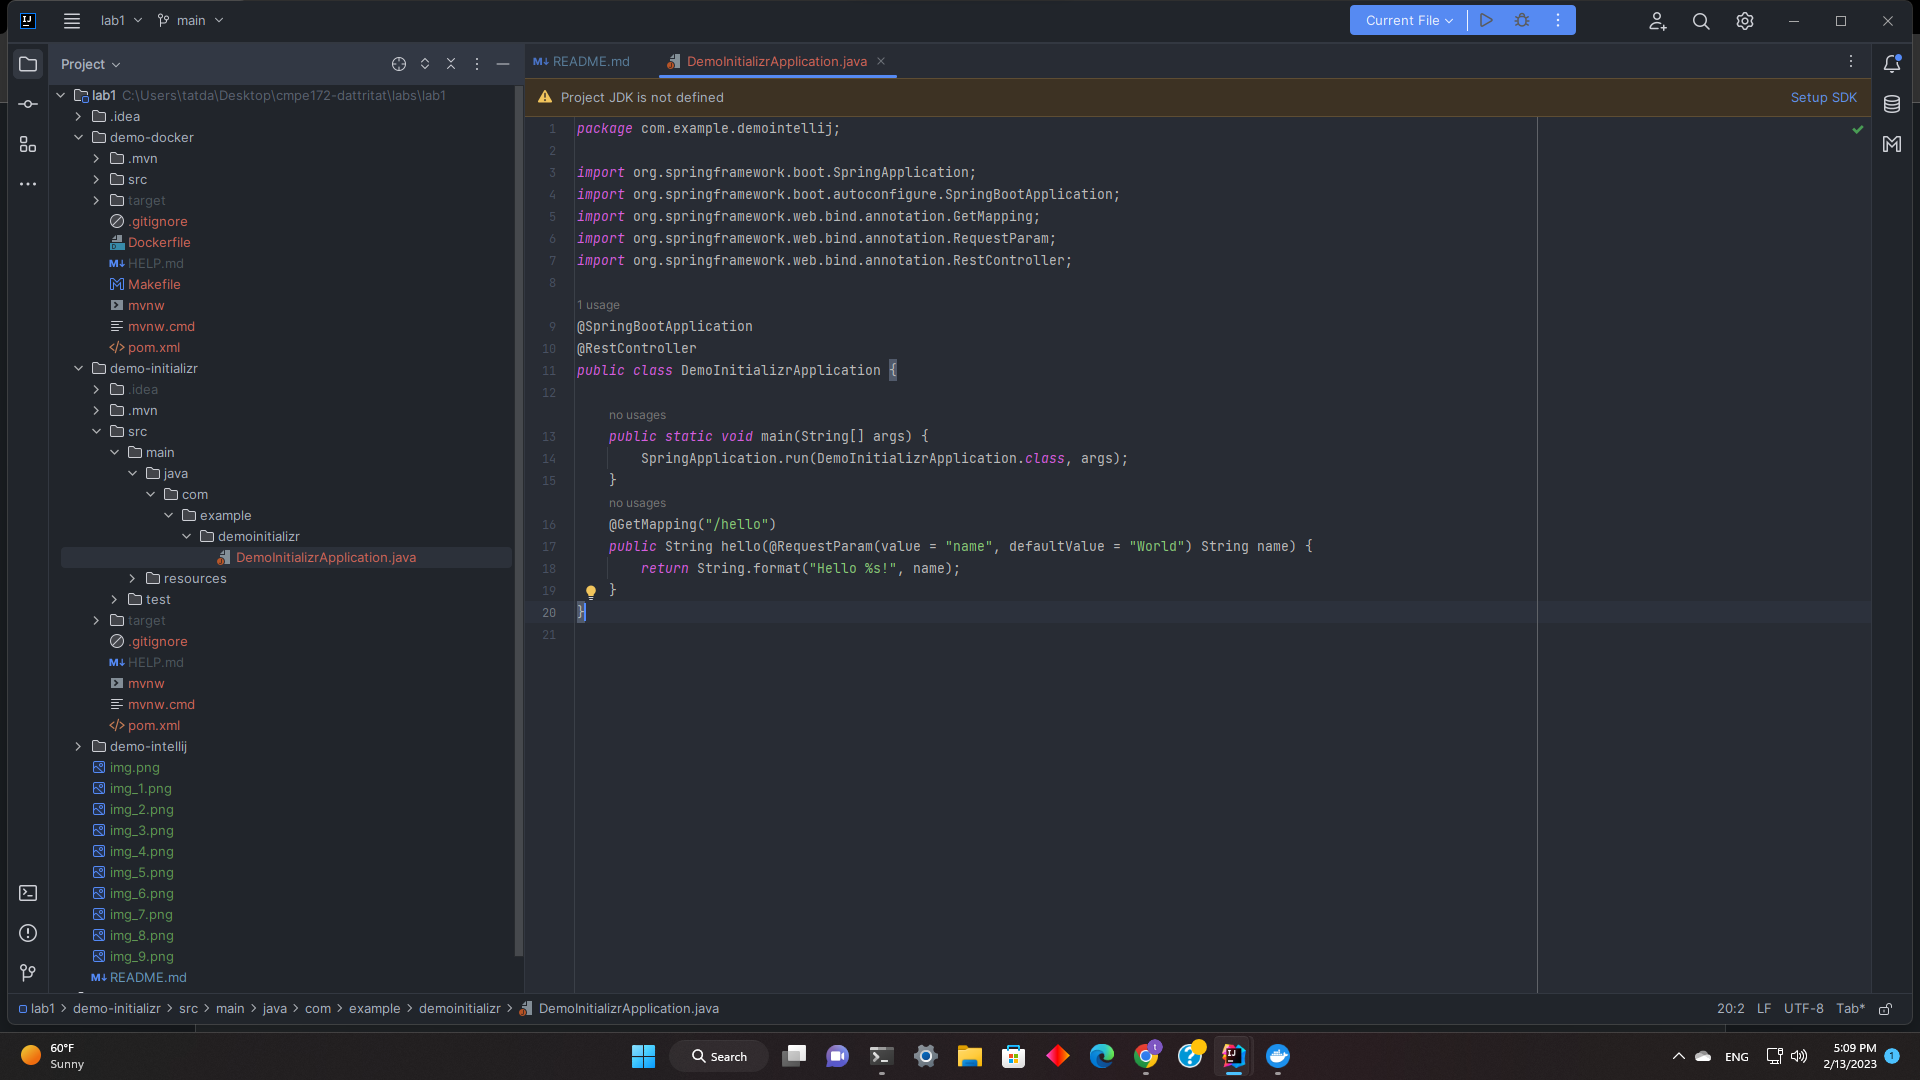 lab1
main
Current File
Project
README.md
DemoInitializrApplication.java
Project JDK is not defined
Setup SDK
lab1 C:\Users\tatda\Desktop\cmpe172-dattritat\labs\lab1
.idea
demo-docker
.mvn
src
target
.gitignore
Dockerfile
HELP.md
Makefile
mvnw
mvnw.cmd
pom.xml
demo-initializr
.idea
.mvn
src
main
java
com
example
demoinitializr
DemoInitializrApplication.java
resources
test
target
.gitignore
HELP.md
mvnw
mvnw.cmd
pom.xml
demo-intellij
img.png
img_1.png
img_2.png
img_3.png
img_4.png
img_5.png
img_6.png
img_7.png
img_8.png
img_9.png
README.md
1 package com.example.demointellij;
2
3 import org.springframework.boot.SpringApplication;
4 import org.springframework.boot.autoconfigure.SpringBootApplication;
5 import org.springframework.web.bind.annotation.GetMapping;
6 import org.springframework.web.bind.annotation.RequestParam;
7 import org.springframework.web.bind.annotation.RestController;
8
1 usage
9 @SpringBootApplication
10 @RestController
11 public class DemoInitializrApplication {
12
no usages
13 public static void main(String[] args) {
14 SpringApplication.run(DemoInitializrApplication.class, args);
15 }
no usages
16 @GetMapping("/hello")
17 public String hello(@RequestParam(value = "name", defaultValue = "World") String name) {
18 return String.format("Hello %s!", name);
19 }
20 }
21
lab1 > demo-initializr > src > main > java > com > example > demoinitializr > DemoInitializrApplication.java
20:2 LF UTF-8 Tab*
60°F
Sunny
Search
ENG
5:09 PM
2/13/2023
1